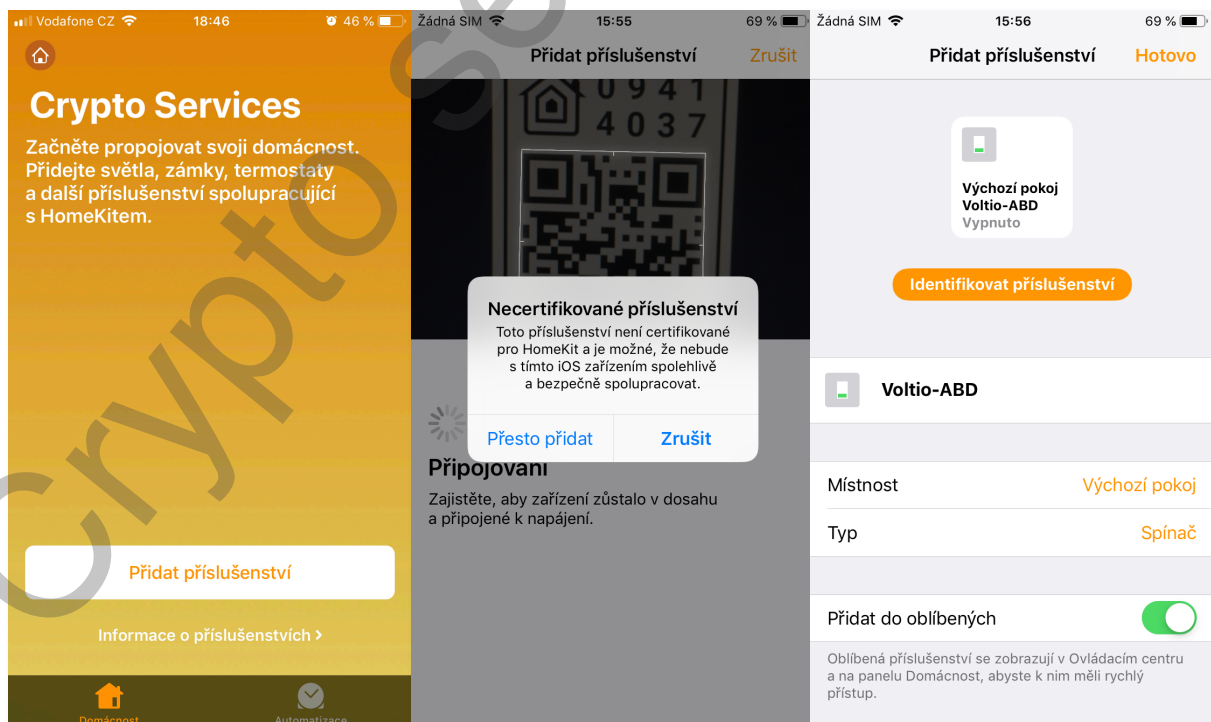 Vodafone CZ
18:46
46 %
Crypto Services
Začněte propojovat svoji domácnost.
Přidejte světla, zámky, termostaty
a další příslušenství spolupracující
s HomeKitem.
Přidat příslušenství
Informace o příslušenstvích >
Domácnost
Automatizace
Žádná SIM
15:55
69 %
Přidat příslušenství
Zrušit
0941
4037
Necertifikované příslušenství
Toto příslušenství není certifikované
pro HomeKit a je možné, že nebude
s tímto iOS zařízením spolehlivě
a bezpečně spolupracovat.
Přesto přidat
Zrušit
Připojování
Zajistěte, aby zařízení zůstalo v dosahu
a připojené k napájení.
Žádná SIM
15:56
69 %
Přidat příslušenství
Hotovo
Výchozí pokoj
Voltio-ABD
Vypnuto
Identifikovat příslušenství
Voltio-ABD
Místnost
Výchozí pokoj
Typ
Spínač
Přidat do oblíbených
Oblíbená příslušenství se zobrazují v Ovládacím centru
a na panelu Domácnost, abyste k nim měli rychlý
přístup.
Crypto se